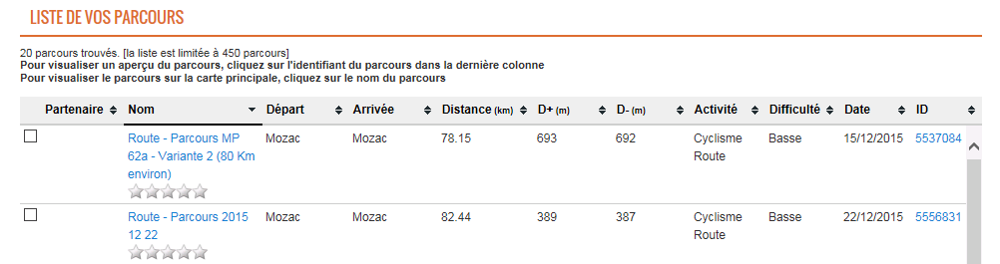 LISTE DE VOS PARCOURS
20 parcours trouvés. [la liste est limitée à 450 parcours]
Pour visualiser un aperçu du parcours, cliquez sur l'identifiant du parcours dans la dernière colonne
Pour visualiser le parcours sur la carte principale, cliquez sur le nom du parcours
Partenaire Nom Départ Arrivée Distance (km) D+ (m) D- (m) Activité Difficulté Date ID
Route - Parcours MP Mozac Mozac 78.15 693 692 Cyclisme Basse 15/12/2015 5537084
62a - Variante 2 (80 Km Route
environ)
Route - Parcours 2015 Mozac Mozac 82.44 389 387 Cyclisme Basse 22/12/2015 5556831
12 22 Route